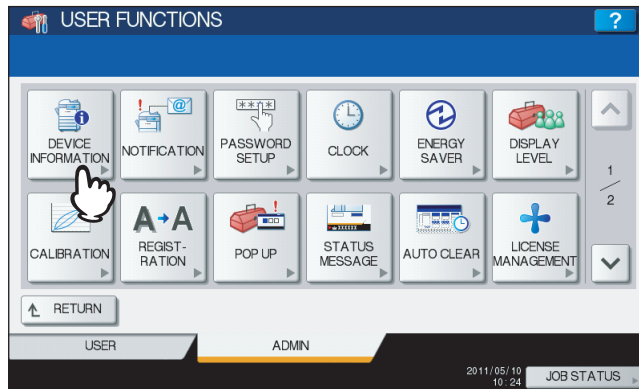 USER FUNCTIONS
?
DEVICE
INFORMATION
NOTIFICATION
PASSWORD
SETUP
CLOCK
ENERGY
SAVER
DISPLAY
LEVEL
1
2
CALIBRATION
A→A
REGIST-
RATION
POP UP
STATUS
MESSAGE
AUTO CLEAR
LICENSE
MANAGEMENT
RETURN
USER
ADMIN
2011/05/10
10:24
JOB STATUS